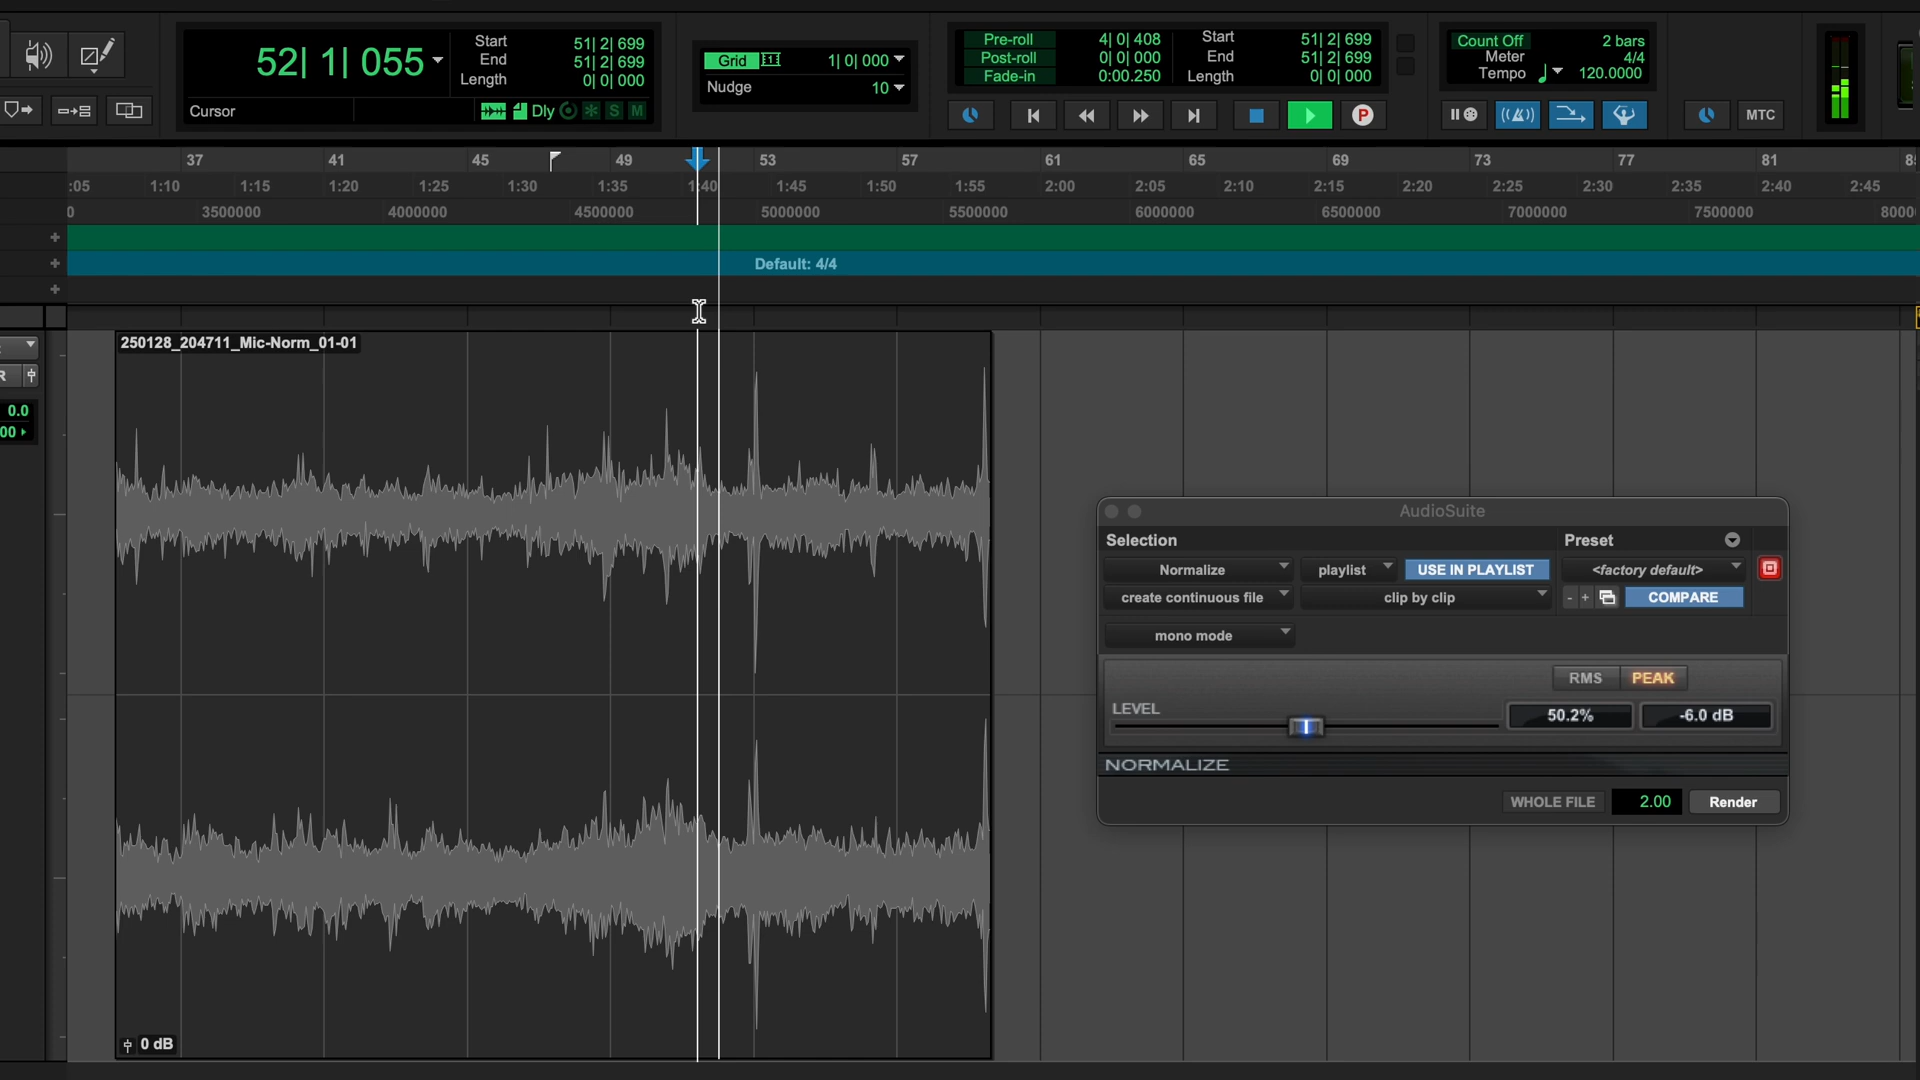 52| 1| 055
Start 51| 2| 699
End 51| 2| 699
Length 0| 0| 000
Cursor
Dly S M
Grid 1| 0| 000
Nudge 10
Pre-roll 4| 0| 408
Post-roll 0| 0| 000
Fade-in 0:00.250
Start 51| 2| 699
End 51| 2| 699
Length 0| 0| 000
P
Count Off 2 bars
Meter 4/4
Tempo 120.0000
MTC
37 41 45 49 53 57 61 65 69 73 77 81
:05 1:10 1:15 1:20 1:25 1:30 1:35 1:40 1:45 1:50 1:55 2:00 2:05 2:10 2:15 2:20 2:25 2:30 2:35 2:40 2:45
0 3500000 4000000 4500000 5000000 5500000 6000000 6500000 7000000 7500000 8000
+
+ Default: 4/4
+
250128_204711_Mic-Norm_01-01
R
0.0
00
0 dB
AudioSuite
Selection Preset
Normalize playlist USE IN PLAYLIST <factory default>
create continuous file clip by clip - + COMPARE
mono mode
RMS PEAK
LEVEL 50.2% -6.0 dB
NORMALIZE
WHOLE FILE 2.00 Render